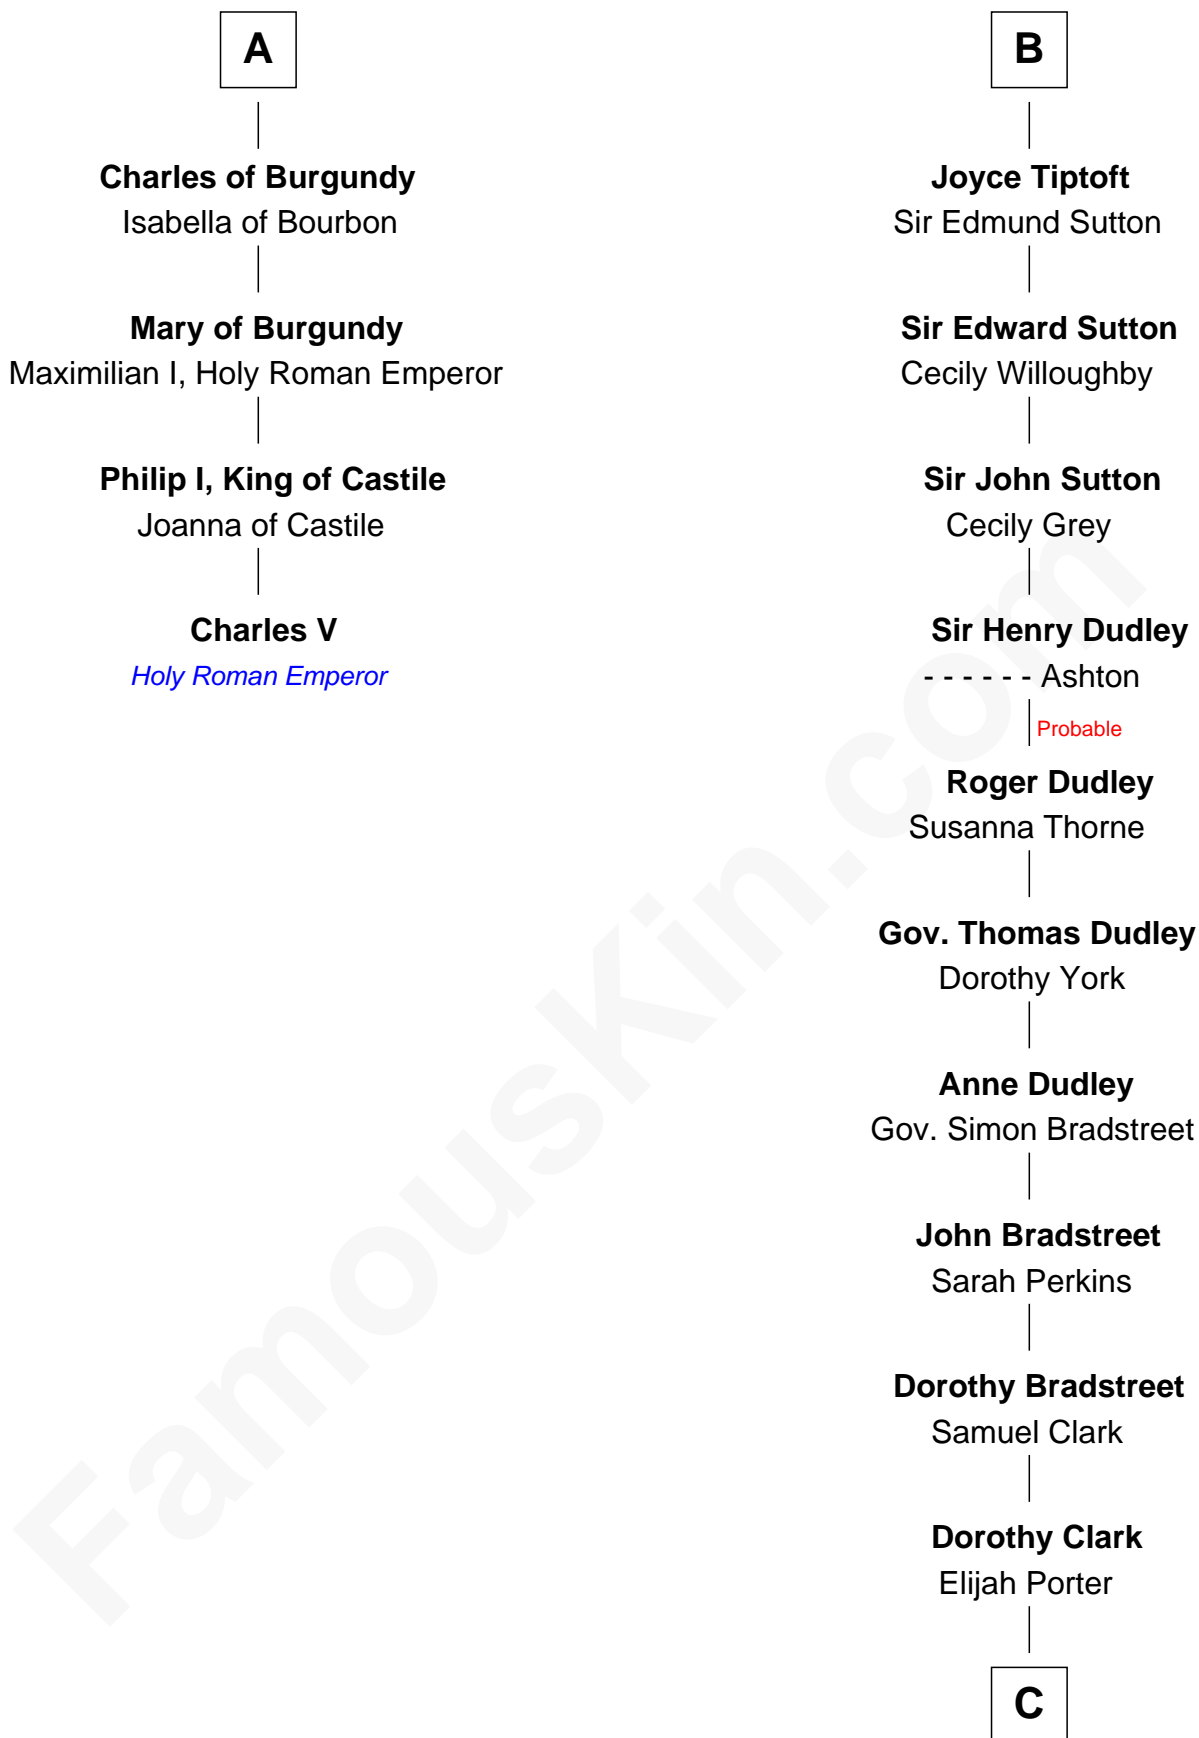 A
Charles of Burgundy
Isabella of Bourbon
Mary of Burgundy
Maximilian I, Holy Roman Emperor
Philip I, King of Castile
Joanna of Castile
Charles V
Holy Roman Emperor
B
Joyce Tiptoft
Sir Edmund Sutton
Sir Edward Sutton
Cecily Willoughby
Sir John Sutton
Cecily Grey
Sir Henry Dudley
- - - - - - Ashton
Probable
Roger Dudley
Susanna Thorne
Gov. Thomas Dudley
Dorothy York
Anne Dudley
Gov. Simon Bradstreet
John Bradstreet
Sarah Perkins
Dorothy Bradstreet
Samuel Clark
Dorothy Clark
Elijah Porter
C
FamousKin.com